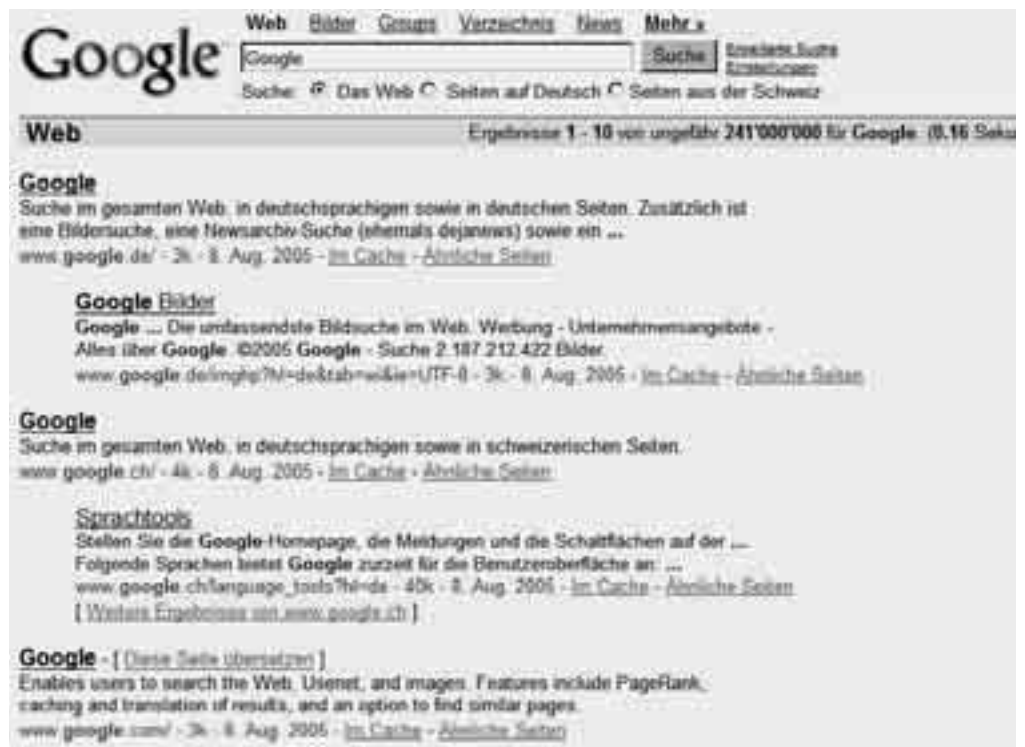 Google
Web Bilder Groups Verzeichnis News Mehr »
Google Suche Erweiterte Suche
Einstellungen
Suche: Das Web Seiten auf Deutsch Seiten aus der Schweiz
Web Ergebnisse 1 - 10 von ungefähr 241'000'000 für Google. (0.16 Seku
Google
Suche im gesamten Web, in deutschsprachigen sowie in deutschen Seiten. Zusätzlich ist
eine Bildersuche, eine Newsarchiv-Suche (ehemals dejanews) sowie ein ...
www.google.de/ - 3k - 8. Aug. 2005 - Im Cache - Ähnliche Seiten
Google Bilder
Google ... Die umfassendste Bildsuche im Web. Werbung - Unternehmensangebote -
Alles über Google. ©2005 Google - Suche 2.187.212.422 Bilder.
www.google.de/imghp?hl=de&tab=wi&ie=UTF-8 - 3k - 8. Aug. 2005 - Im Cache - Ähnliche Seiten
Google
Suche im gesamten Web, in deutschsprachigen sowie in schweizerischen Seiten.
www.google.ch/ - 4k - 8. Aug. 2005 - Im Cache - Ähnliche Seiten
Sprachtools
Stellen Sie die Google-Homepage, die Meldungen und die Schaltflächen auf der ...
Folgende Sprachen bietet Google zurzeit für die Benutzeroberfläche an: ...
www.google.ch/language_tools?hl=de - 40k - 8. Aug. 2005 - Im Cache - Ähnliche Seiten
[ Weitere Ergebnisse von www.google.ch ]
Google - [ Diese Seite übersetzen ]
Enables users to search the Web, Usenet, and images. Features include PageRank,
caching and translation of results, and an option to find similar pages.
www.google.com/ - 3k - 8. Aug. 2005 - Im Cache - Ähnliche Seiten